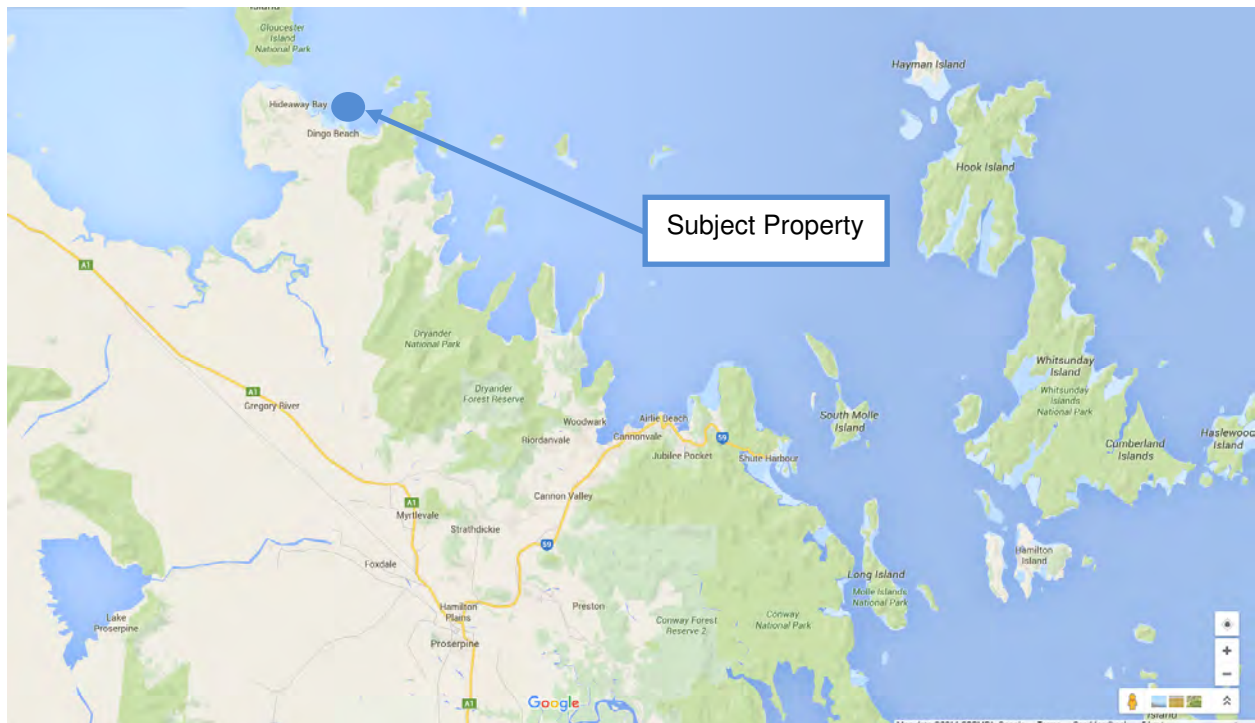 Island
Gloucester
Island
National Park
Hayman Island
Hideaway Bay
Dingo Beach
Hook Island
Subject Property
A1
Dryander
National Park
Whitsunday
Island
Whitsunday
Islands
National Park
A1
Gregory River
Dryander
Forest Reserve
Woodwark
Airlie Beach
South Molle
Island
Riordanvale
Cannonvale
59
Jubilee Pocket
Shute Harbour
Cumberland
Islands
Haslewood
Island
A1
Myrtlevale
Cannon Valley
Strathdickie
59
Foxdale
Hamilton
Island
Long Island
Molle Islands
National Park
Lake
Proserpine
Hamilton
Plains
Preston
Conway Forest
Reserve 2
Conway
National Park
Proserpine
+
−
A1
Google
Island